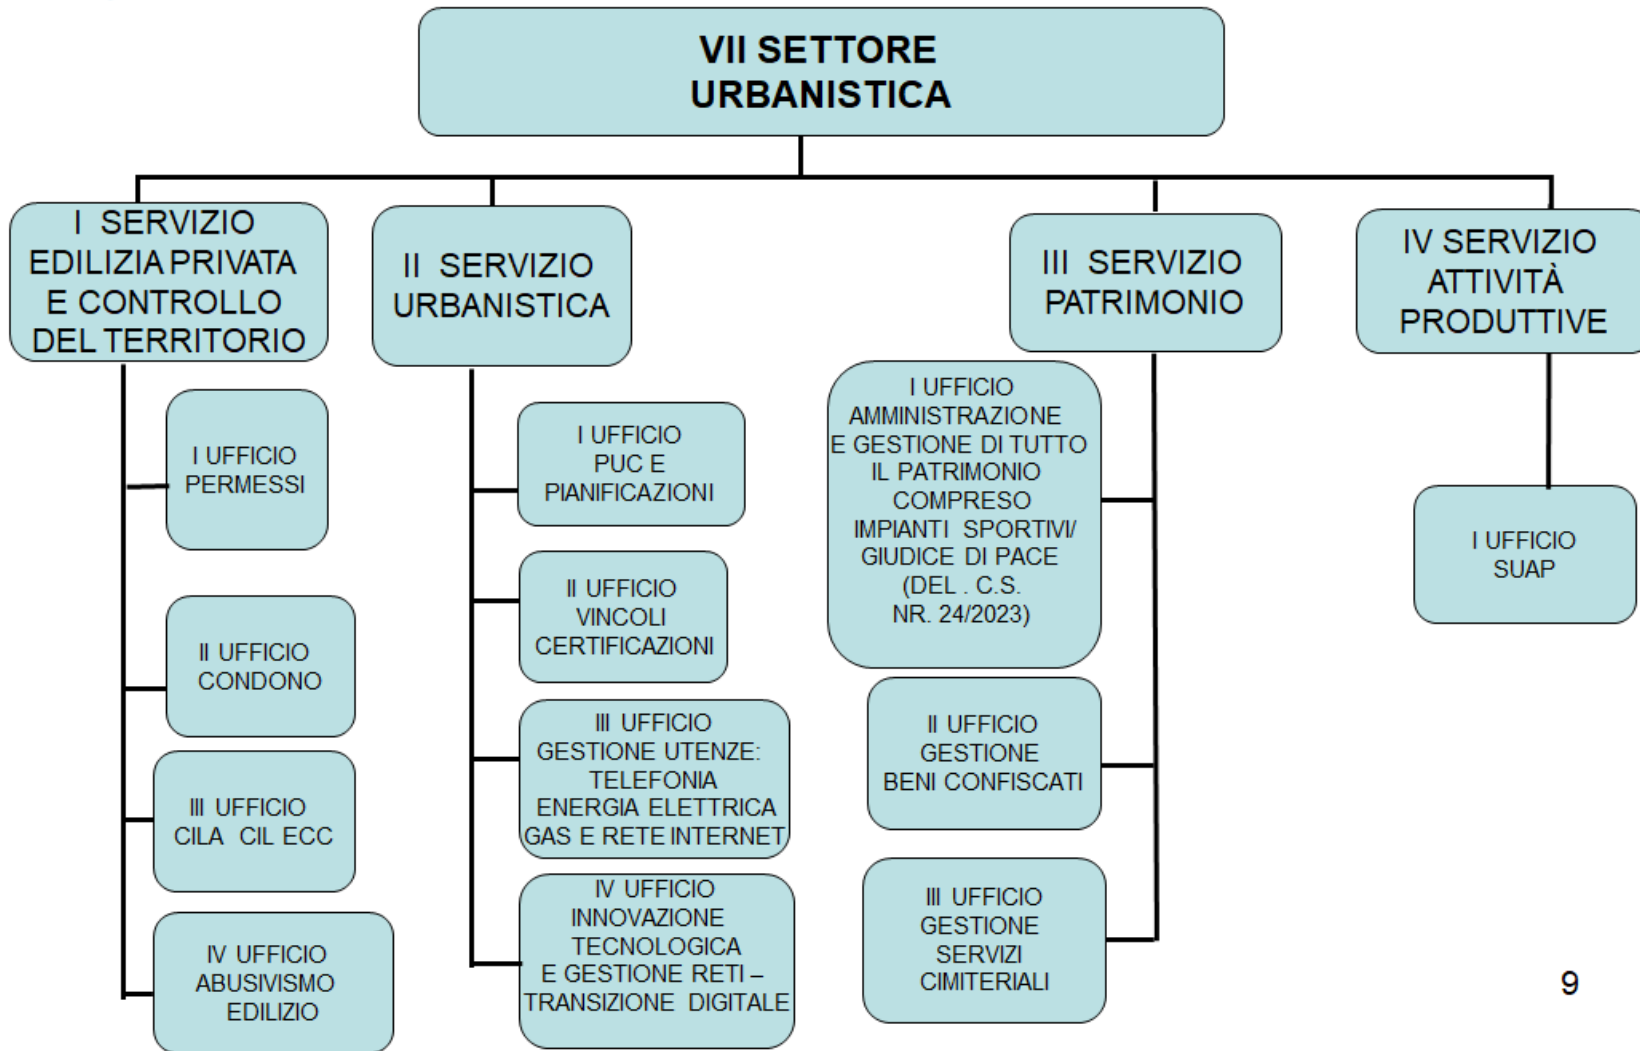 VII SETTORE
URBANISTICA
I SERVIZIO
EDILIZIA PRIVATA
E CONTROLLO
DEL TERRITORIO
I UFFICIO
PERMESSI
II UFFICIO
CONDONO
III UFFICIO
CILA CIL ECC
IV UFFICIO
ABUSIVISMO
EDILIZIO
II SERVIZIO
URBANISTICA
I UFFICIO
PUC E
PIANIFICAZIONI
II UFFICIO
VINCOLI
CERTIFICAZIONI
III UFFICIO
GESTIONE UTENZE:
TELEFONIA
ENERGIA ELETTRICA
GAS E RETE INTERNET
IV UFFICIO
INNOVAZIONE
TECNOLOGICA
E GESTIONE RETI –
TRANSIZIONE DIGITALE
III SERVIZIO
PATRIMONIO
I UFFICIO
AMMINISTRAZIONE
E GESTIONE DI TUTTO
IL PATRIMONIO
COMPRESO
IMPIANTI SPORTIVI/
GIUDICE DI PACE
(DEL . C.S.
NR. 24/2023)
II UFFICIO
GESTIONE
BENI CONFISCATI
III UFFICIO
GESTIONE
SERVIZI
CIMITERIALI
IV SERVIZIO
ATTIVITÀ
PRODUTTIVE
I UFFICIO
SUAP
9